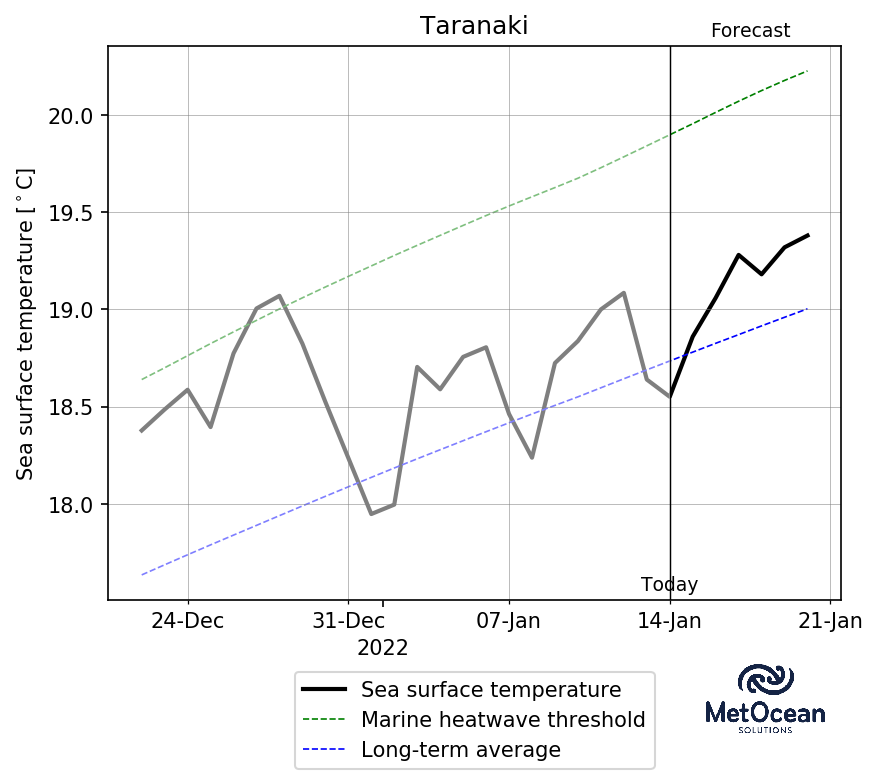 Taranaki
Forecast
Sea surface temperature [°C]
20.0
19.5
19.0
18.5
18.0
Today
24-Dec
31-Dec
07-Jan
14-Jan
21-Jan
2022
Sea surface temperature
Marine heatwave threshold
Long-term average
MetOcean
SOLUTIONS